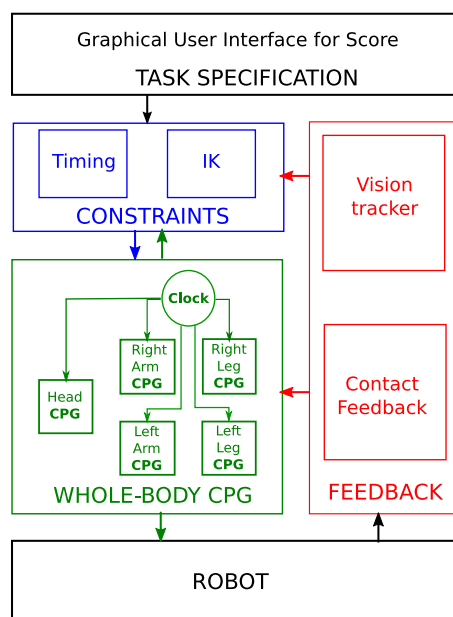 Graphical User Interface for Score
TASK SPECIFICATION
Timing
IK
CONSTRAINTS
Vision
tracker
Clock
Right
Arm
CPG
Right
Leg
CPG
Head
CPG
Left
Arm
CPG
Left
Leg
CPG
WHOLE-BODY CPG
Contact
Feedback
FEEDBACK
ROBOT